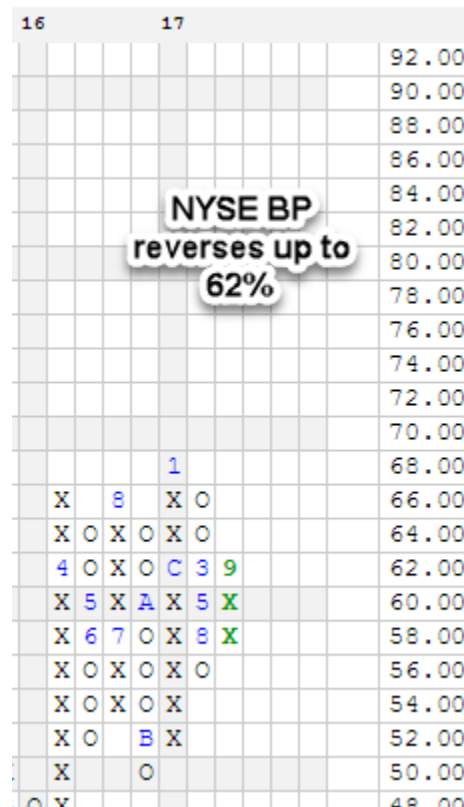 16 17
92.00
90.00
88.00
86.00
84.00
NYSE BP
82.00
reverses up to
80.00
62%
78.00
76.00
74.00
72.00
70.00
1 68.00
X 8 X O 66.00
X O X O X O 64.00
4 O X O C 3 9 62.00
X 5 X A X 5 X 60.00
X 6 7 O X 8 X 58.00
X O X O X O 56.00
X O X O X 54.00
X O B X 52.00
X O 50.00
O X 48.00